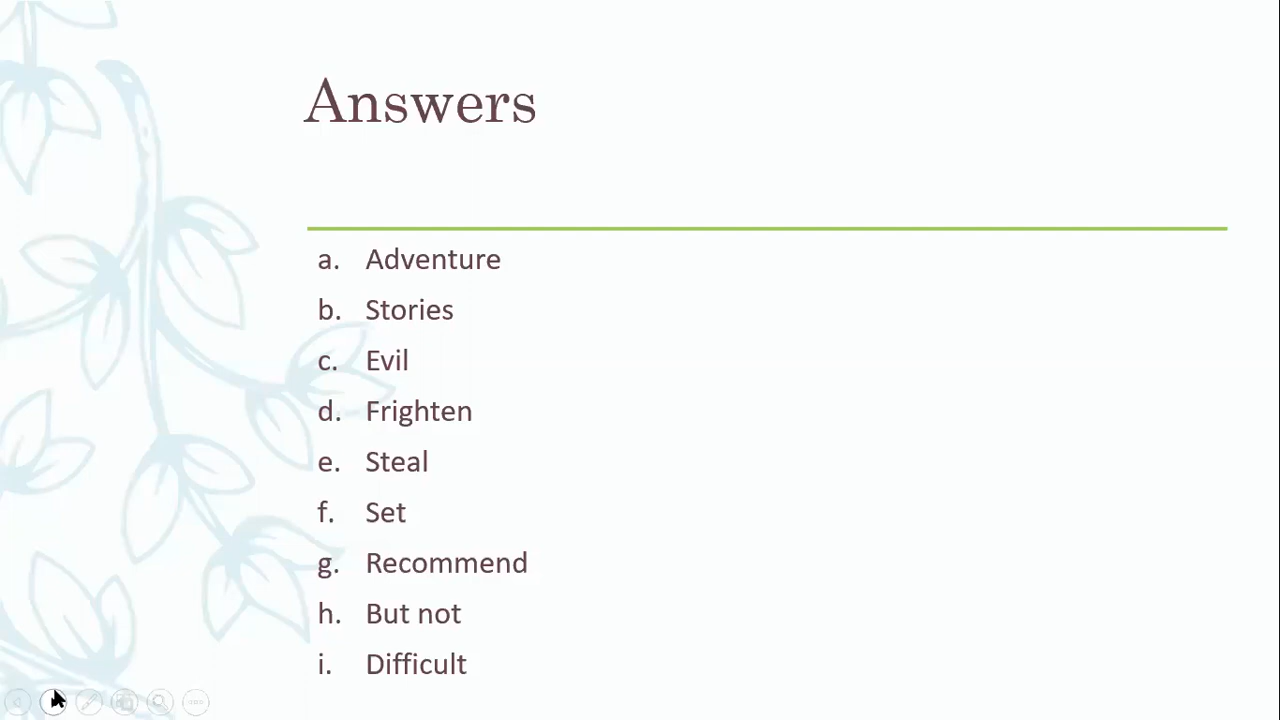 Answers
a. Adventure
b. Stories
c. Evil
d. Frighten
e. Steal
f. Set
g. Recommend
h. But not
i. Difficult